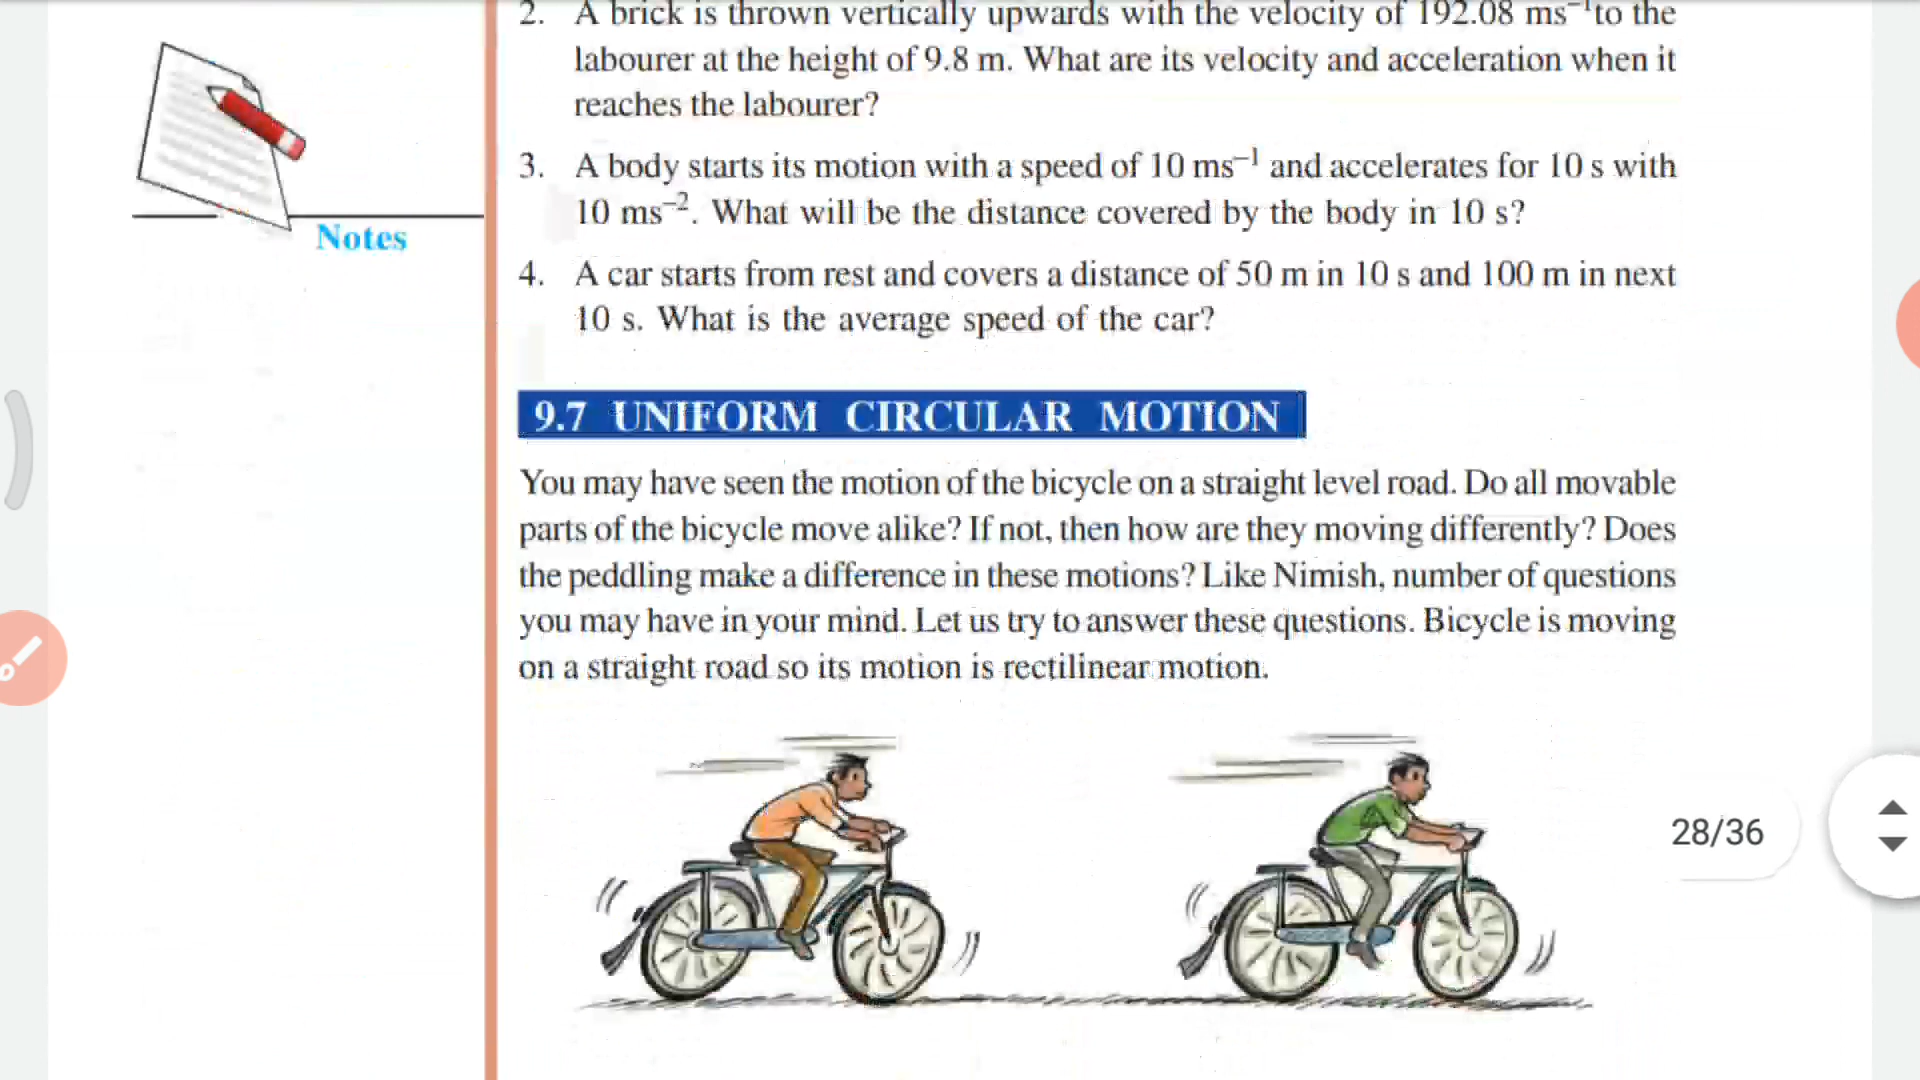 2. A brick is thrown vertically upwards with the velocity of 192.08 ms⁻¹to the
labourer at the height of 9.8 m. What are its velocity and acceleration when it
reaches the labourer?
3. A body starts its motion with a speed of 10 ms⁻¹ and accelerates for 10 s with
10 ms⁻². What will be the distance covered by the body in 10 s?
4. A car starts from rest and covers a distance of 50 m in 10 s and 100 m in next
10 s. What is the average speed of the car?
Notes
9.7 UNIFORM CIRCULAR MOTION
You may have seen the motion of the bicycle on a straight level road. Do all movable
parts of the bicycle move alike? If not, then how are they moving differently? Does
the peddling make a difference in these motions? Like Nimish, number of questions
you may have in your mind. Let us try to answer these questions. Bicycle is moving
on a straight road so its motion is rectilinear motion.
28/36